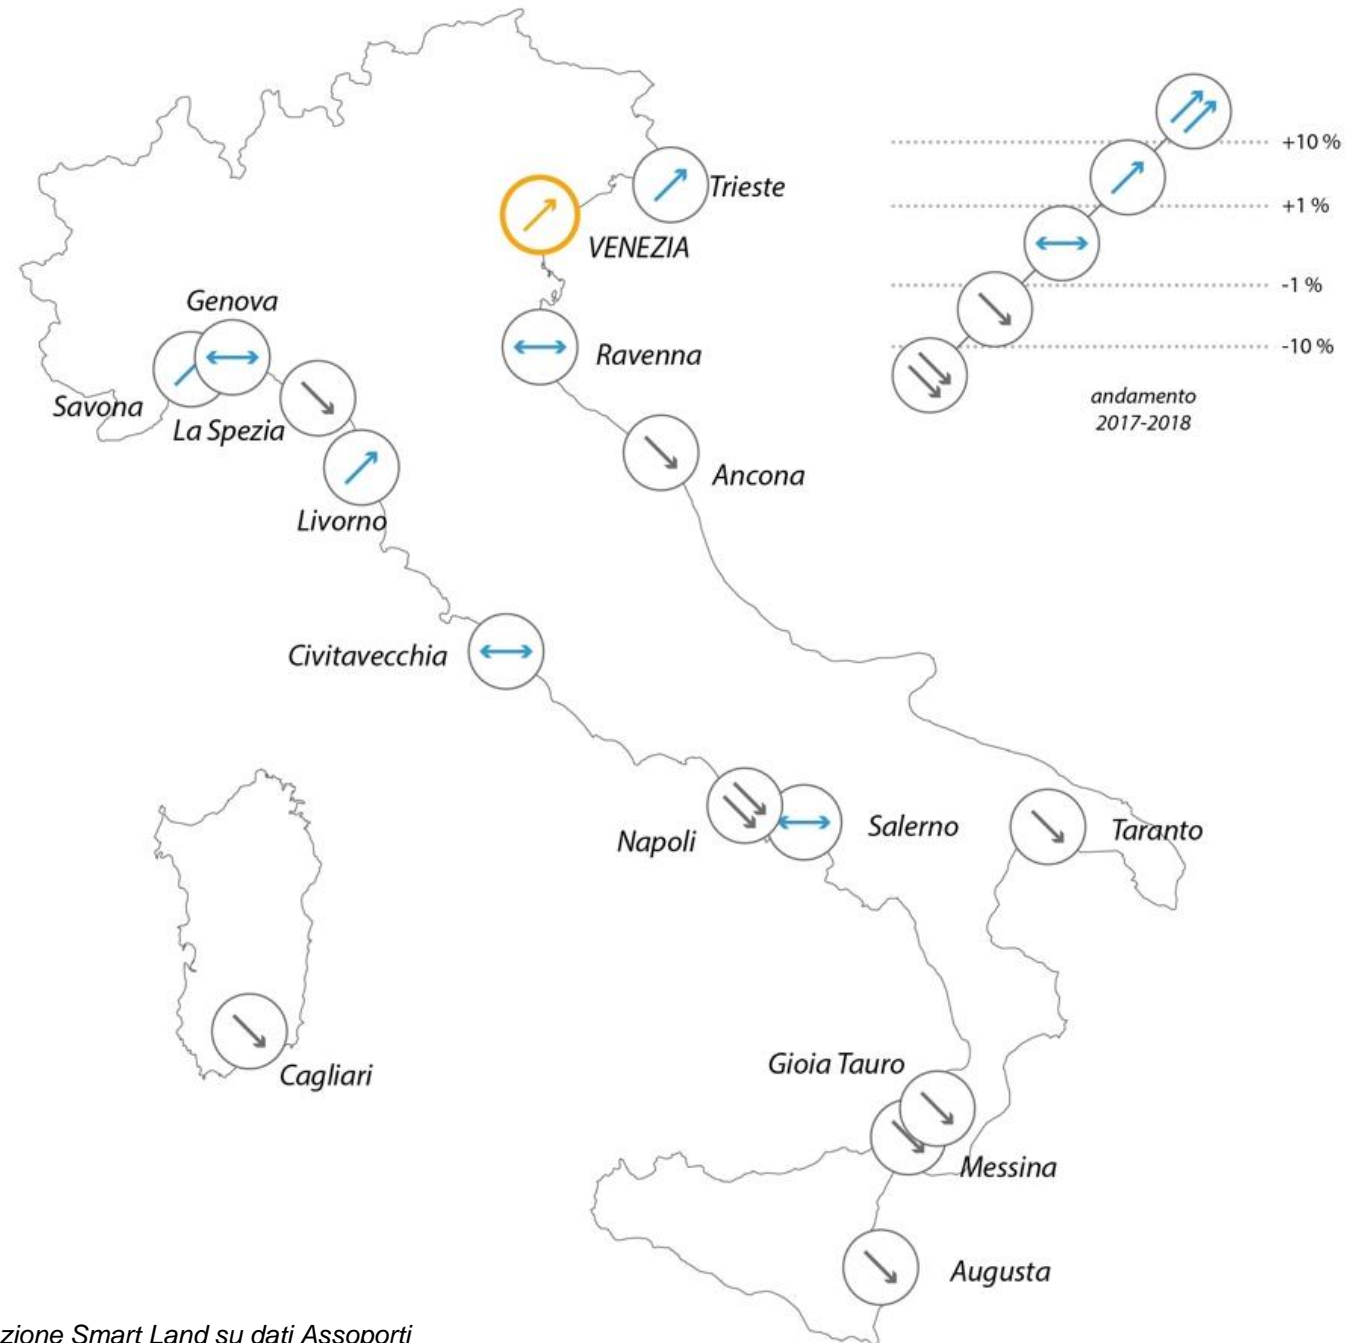 +10 %
+1 %
-1 %
-10 %
andamento
2017-2018
Trieste
VENEZIA
Genova
Ravenna
Savona
La Spezia
Ancona
Livorno
Civitavecchia
Napoli
Salerno
Taranto
Cagliari
Gioia Tauro
Messina
Augusta
Smart Land su dati Assoporti